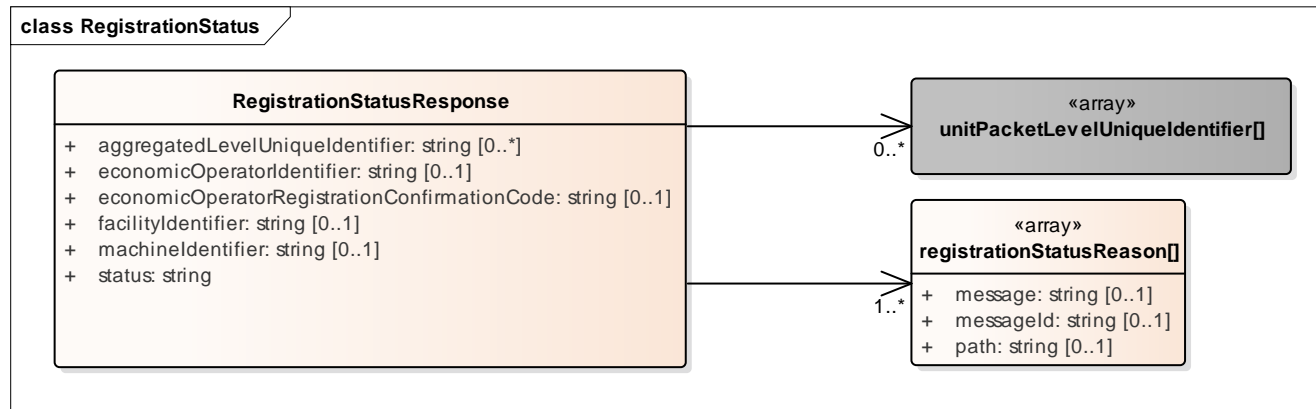 class RegistrationStatus
RegistrationStatusResponse
+ aggregatedLevelUniqueIdentifier: string [0..*]
+ economicOperatorIdentifier: string [0..1]
+ economicOperatorRegistrationConfirmationCode: string [0..1]
+ facilityIdentifier: string [0..1]
+ machineIdentifier: string [0..1]
+ status: string
«array»
unitPacketLevelUniqueIdentifier[]
0..*
«array»
registrationStatusReason[]
+ message: string [0..1]
+ messageId: string [0..1]
+ path: string [0..1]
1..*